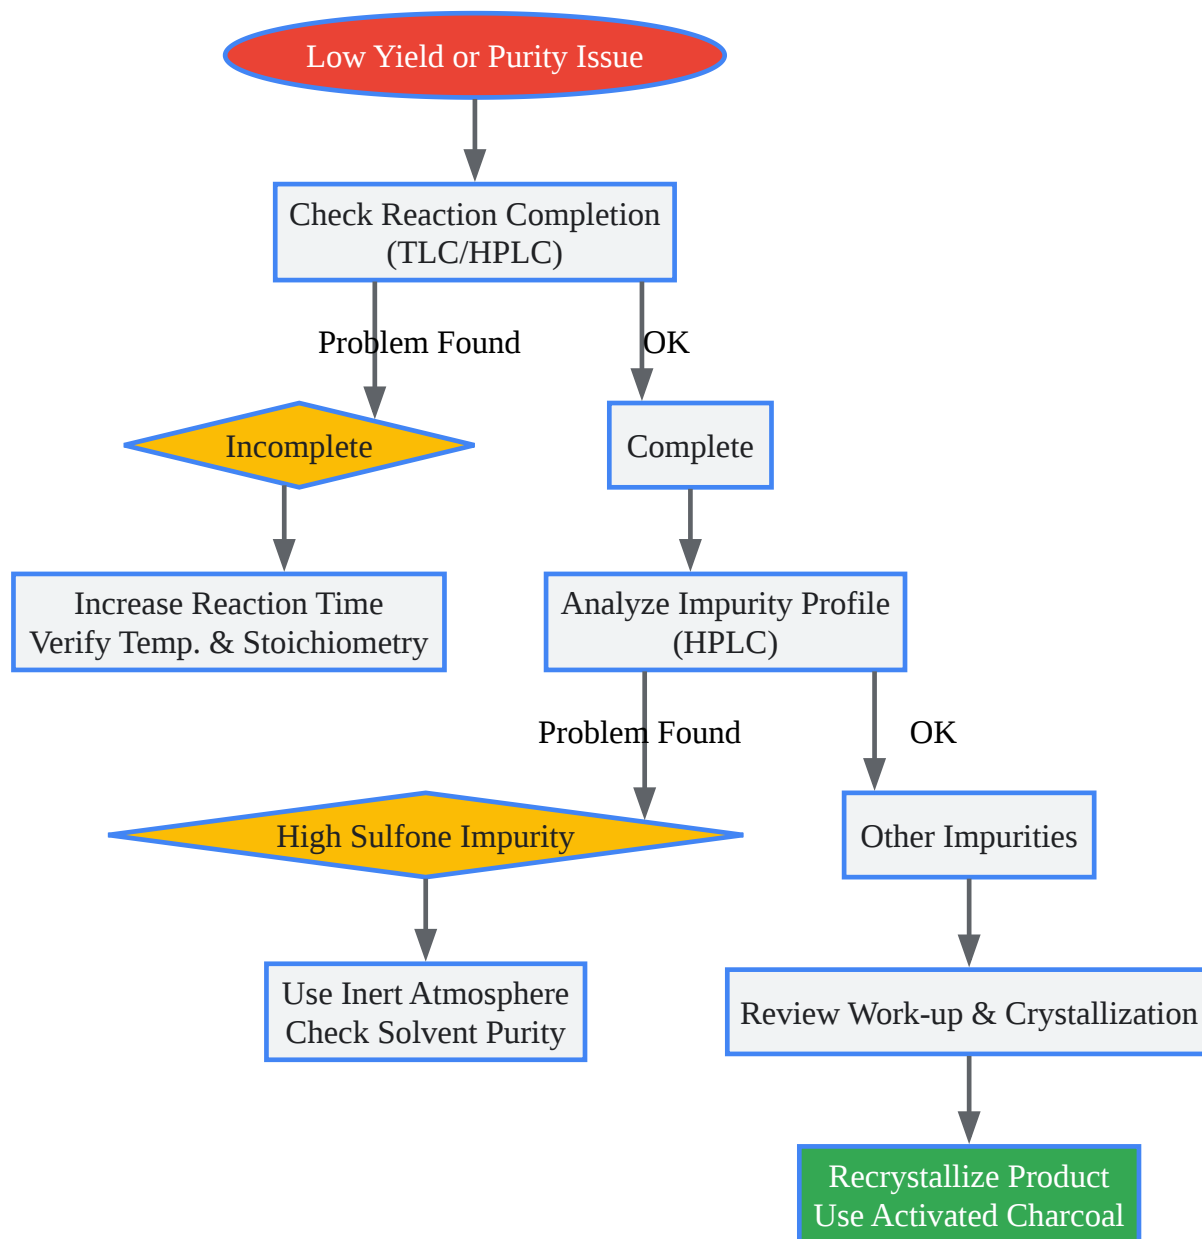 Low Yield or Purity Issue
Check Reaction Completion
(TLC/HPLC)
Problem Found
OK
Incomplete
Complete
Increase Reaction Time
Verify Temp. & Stoichiometry
Analyze Impurity Profile
(HPLC)
Problem Found
OK
High Sulfone Impurity
Other Impurities
Use Inert Atmosphere
Check Solvent Purity
Review Work-up & Crystallization
Recrystallize Product
Use Activated Charcoal